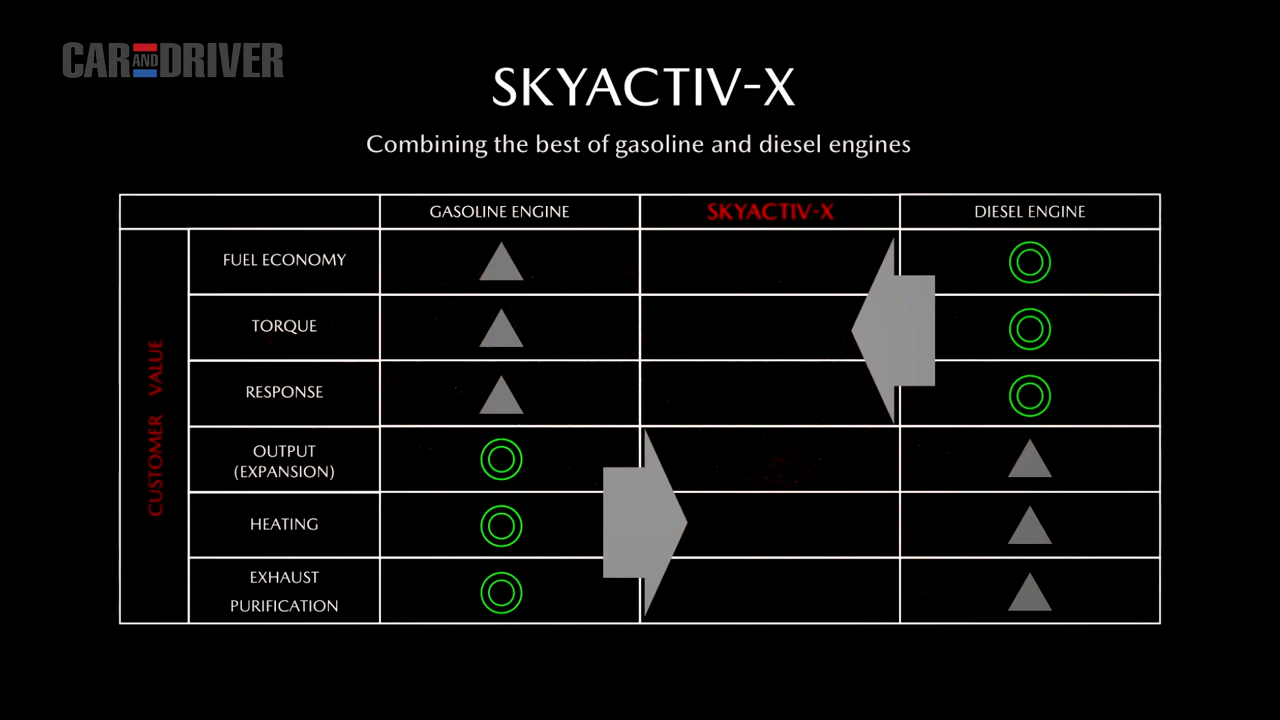 CAR AND DRIVER
SKYACTIV-X
Combining the best of gasoline and diesel engines
GASOLINE ENGINE
SKYACTIV-X
DIESEL ENGINE
CUSTOMER VALUE
FUEL ECONOMY
TORQUE
RESPONSE
OUTPUT
(EXPANSION)
HEATING
EXHAUST
PURIFICATION